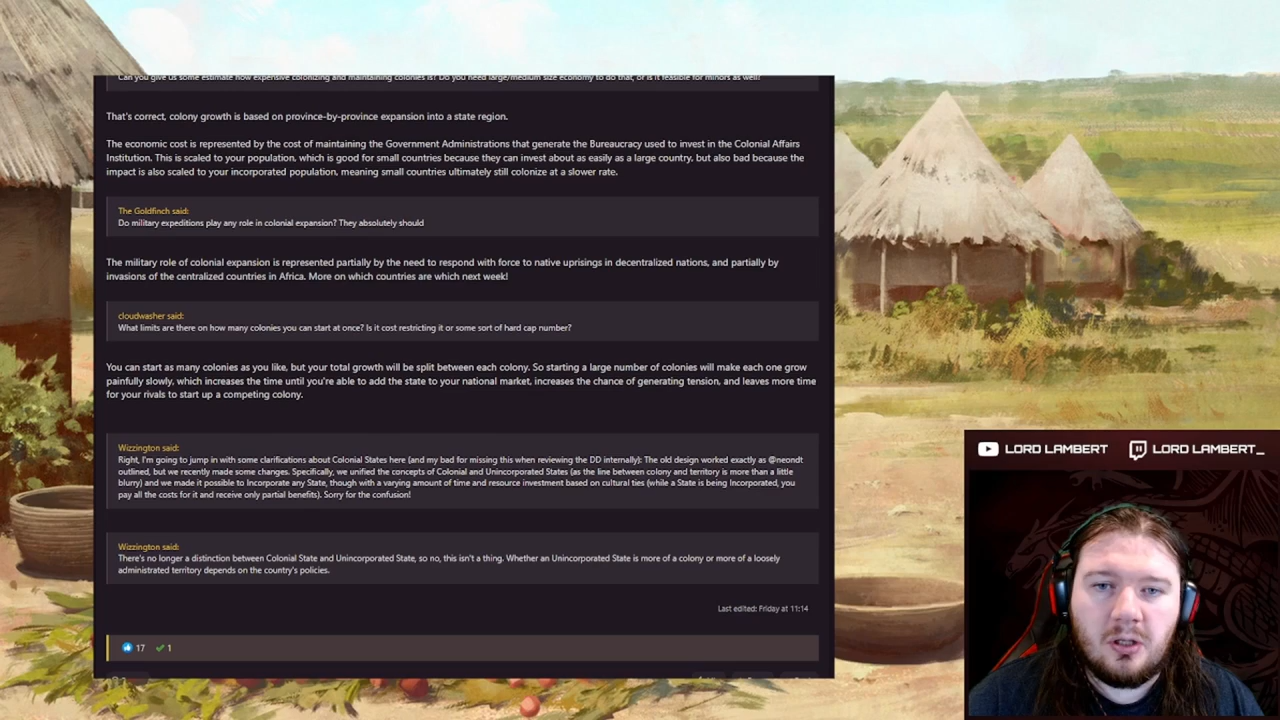 Can you give us some estimate how expensive colonizing and maintaining colonies is? Do you need large/medium size economy to do that, or is it feasible for minors as well?
That's correct, colony growth is based on province-by-province expansion into a state region.
The economic cost is represented by the cost of maintaining the Government Administrations that generate the Bureaucracy used to invest in the Colonial Affairs
Institution. This is scaled to your population, which is good for small countries because they can invest about as easily as a large country, but also bad because the
impact is also scaled to your incorporated population, meaning small countries ultimately still colonize at a slower rate.
The Goldfinch said:
Do military expeditions play any role in colonial expansion? They absolutely should
The military role of colonial expansion is represented partially by the need to respond with force to native uprisings in decentralized nations, and partially by
invasions of the centralized countries in Africa. More on which countries are which next week!
cloudwasher said:
What limits are there on how many colonies you can start at once? Is it cost restricting it or some sort of hard cap number?
You can start as many colonies as you like, but your total growth will be split between each colony. So starting a large number of colonies will make each one grow
painfully slowly, which increases the time until you're able to add the state to your national market, increases the chance of generating tension, and leaves more time
for your rivals to start up a competing colony.
Wizzington said:
Right, I'm going to jump in with some clarifications about Colonial States here (and my bad for missing this when reviewing the DD internally): The old design worked exactly as @neondt
outlined, but we recently made some changes. Specifically, we unified the concepts of Colonial and Unincorporated States (as the line between colony and territory is more than a little
blurry) and we made it possible to Incorporate any State, though with a varying amount of time and resource investment based on cultural ties (while a State is being Incorporated, you
pay all the costs for it and receive only partial benefits). Sorry for the confusion!
Wizzington said:
There's no longer a distinction between Colonial State and Unincorporated State, so no, this isn't a thing. Whether an Unincorporated State is more of a colony or more of a loosely
administrated territory depends on the country's policies.
Last edited: Friday at 11:14
17 1
LORD LAMBERT LORD LAMBERT_